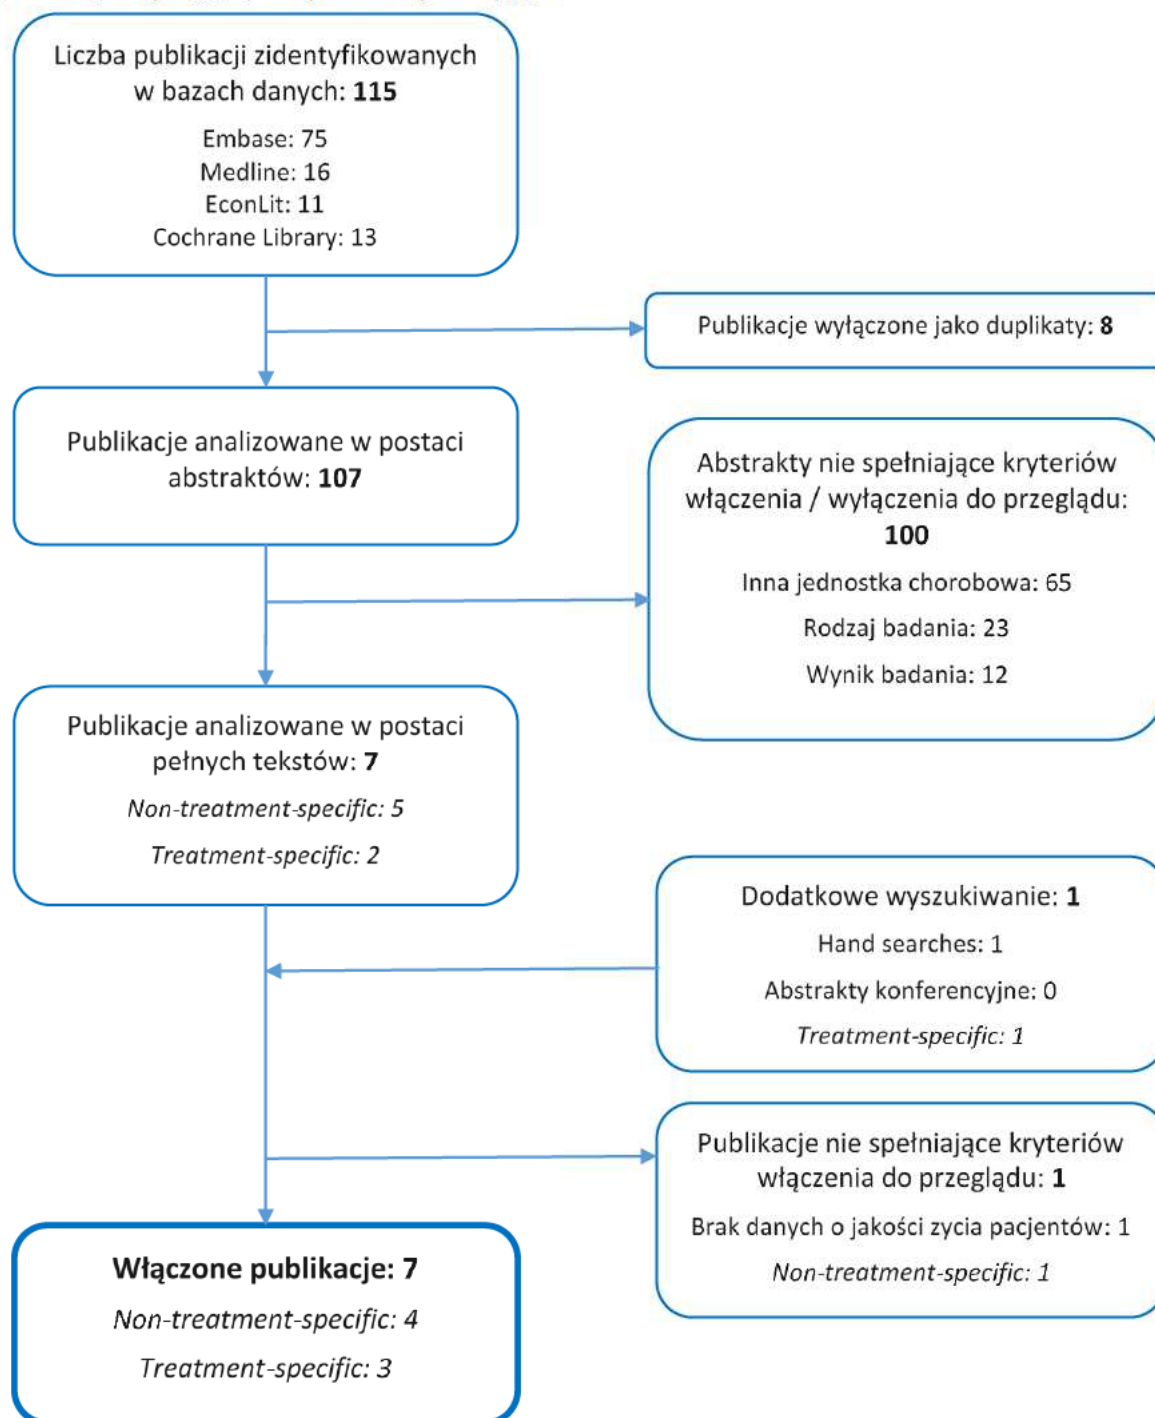 Liczba publikacji zidentyfikowanych
w bazach danych: 115
Embase: 75
Medline: 16
EconLit: 11
Cochrane Library: 13
Publikacje wyłączone jako duplikaty: 8
Publikacje analizowane w postaci
abstraktów: 107
Abstrakty nie spełniające kryteriów
włączenia / wyłączenia do przeglądu:
100
Inna jednostka chorobowa: 65
Rodzaj badania: 23
Wynik badania: 12
Publikacje analizowane w postaci
pełnych tekstów: 7
Non-treatment-specific: 5
Treatment-specific: 2
Dodatkowe wyszukiwanie: 1
Hand searches: 1
Abstrakty konferencyjne: 0
Treatment-specific: 1
Publikacje nie spełniające kryteriów
włączenia do przeglądu: 1
Brak danych o jakości zycia pacjentów: 1
Non-treatment-specific: 1
Włączone publikacje: 7
Non-treatment-specific: 4
Treatment-specific: 3